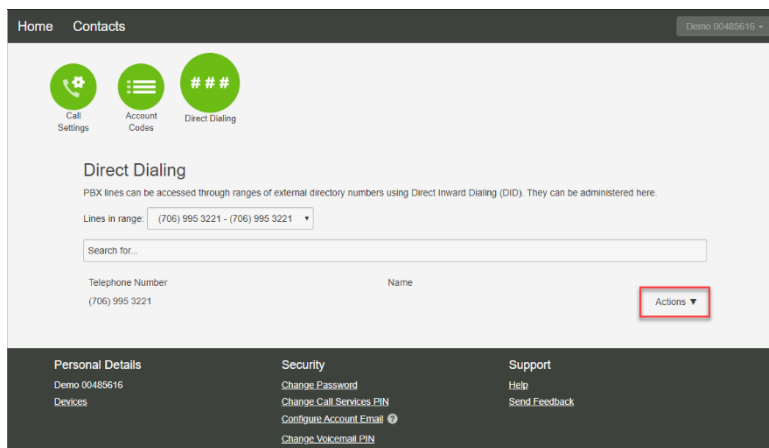 Home Contacts Demo 00485616
###
Call Settings Account Codes Direct Dialing
Direct Dialing
PBX lines can be accessed through ranges of external directory numbers using Direct Inward Dialing (DID). They can be administered here.
Lines in range: (706) 995 3221 - (706) 995 3221
Search for...
Telephone Number Name
(706) 995 3221 Actions ▼
Personal Details Security Support
Demo 00485616 Change Password Help
Devices Change Call Services PIN Send Feedback
Configure Account Email ?
Change Voicemail PIN